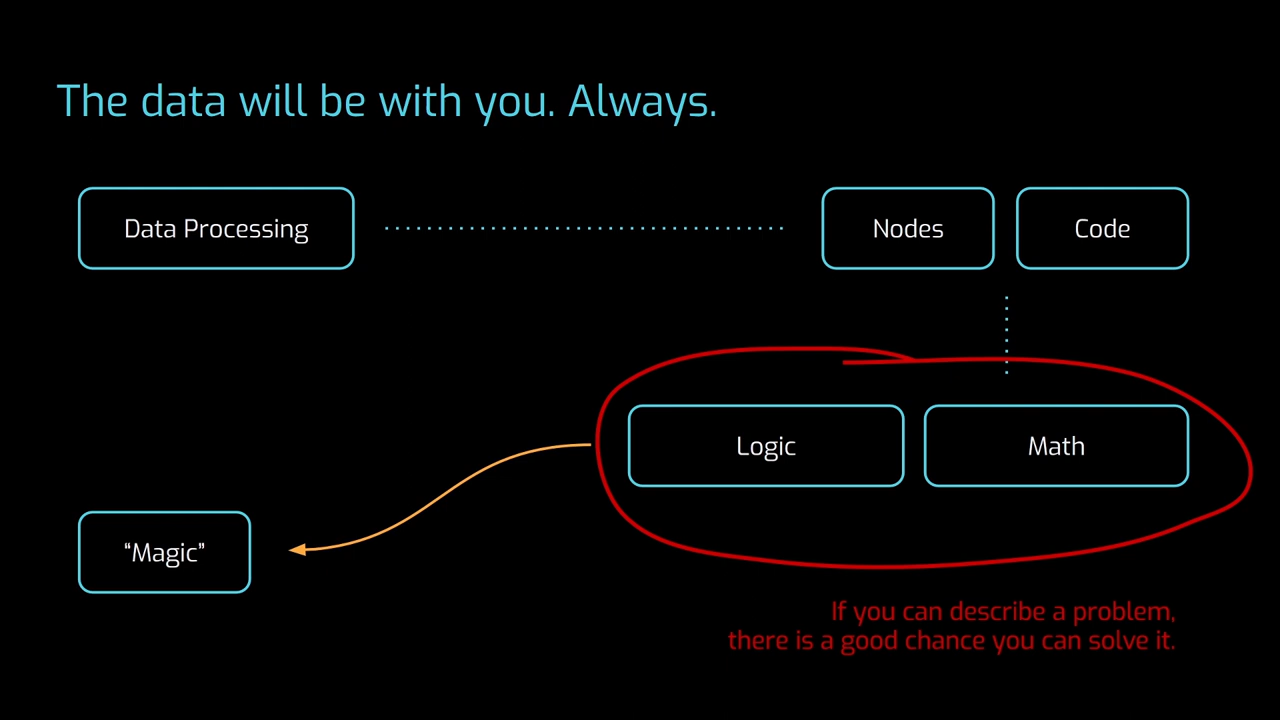 The data will be with you. Always.
Data Processing
Nodes
Code
Logic
Math
“Magic”
If you can describe a problem,
there is a good chance you can solve it.